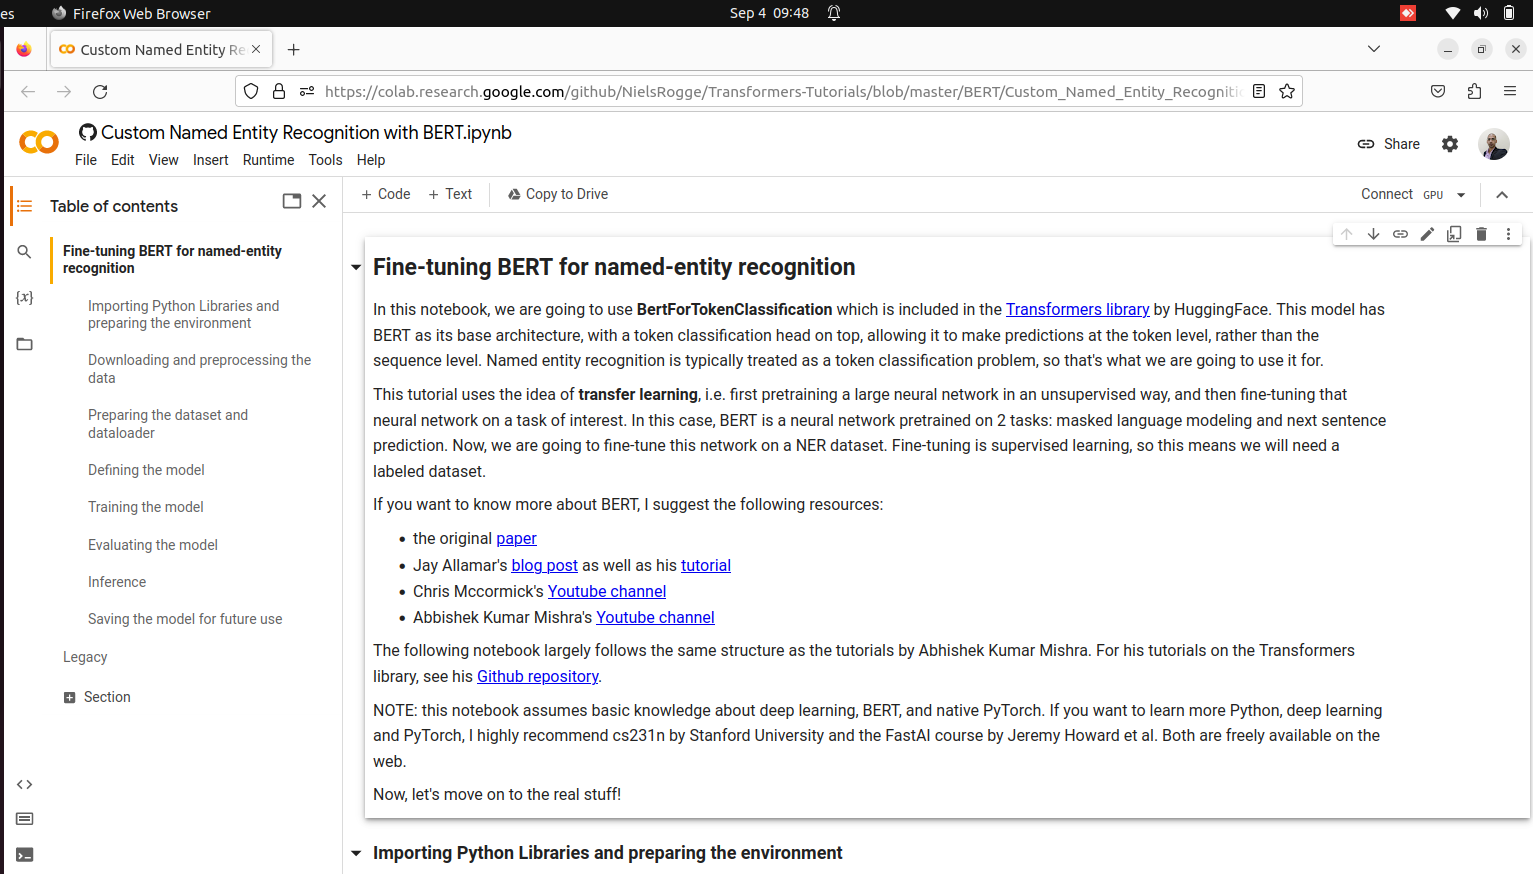 es Firefox Web Browser Sep 4 09:48
Custom Named Entity Re
https://colab.research.google.com/github/NielsRogge/Transformers-Tutorials/blob/master/BERT/Custom_Named_Entity_Recogniti
Custom Named Entity Recognition with BERT.ipynb
File Edit View Insert Runtime Tools Help
Share
Table of contents
+ Code + Text Copy to Drive
Connect GPU
Fine-tuning BERT for named-entity
recognition
Importing Python Libraries and
preparing the environment
Downloading and preprocessing the
data
Preparing the dataset and
dataloader
Defining the model
Training the model
Evaluating the model
Inference
Saving the model for future use
Legacy
Section
{x}
Fine-tuning BERT for named-entity recognition
In this notebook, we are going to use BertForTokenClassification which is included in the Transformers library by HuggingFace. This model has
BERT as its base architecture, with a token classification head on top, allowing it to make predictions at the token level, rather than the
sequence level. Named entity recognition is typically treated as a token classification problem, so that's what we are going to use it for.
This tutorial uses the idea of transfer learning, i.e. first pretraining a large neural network in an unsupervised way, and then fine-tuning that
neural network on a task of interest. In this case, BERT is a neural network pretrained on 2 tasks: masked language modeling and next sentence
prediction. Now, we are going to fine-tune this network on a NER dataset. Fine-tuning is supervised learning, so this means we will need a
labeled dataset.
If you want to know more about BERT, I suggest the following resources:
• the original paper
• Jay Allamar's blog post as well as his tutorial
• Chris Mccormick's Youtube channel
• Abbishek Kumar Mishra's Youtube channel
The following notebook largely follows the same structure as the tutorials by Abhishek Kumar Mishra. For his tutorials on the Transformers
library, see his Github repository.
NOTE: this notebook assumes basic knowledge about deep learning, BERT, and native PyTorch. If you want to learn more Python, deep learning
and PyTorch, I highly recommend cs231n by Stanford University and the FastAI course by Jeremy Howard et al. Both are freely available on the
web.
Now, let's move on to the real stuff!
Importing Python Libraries and preparing the environment